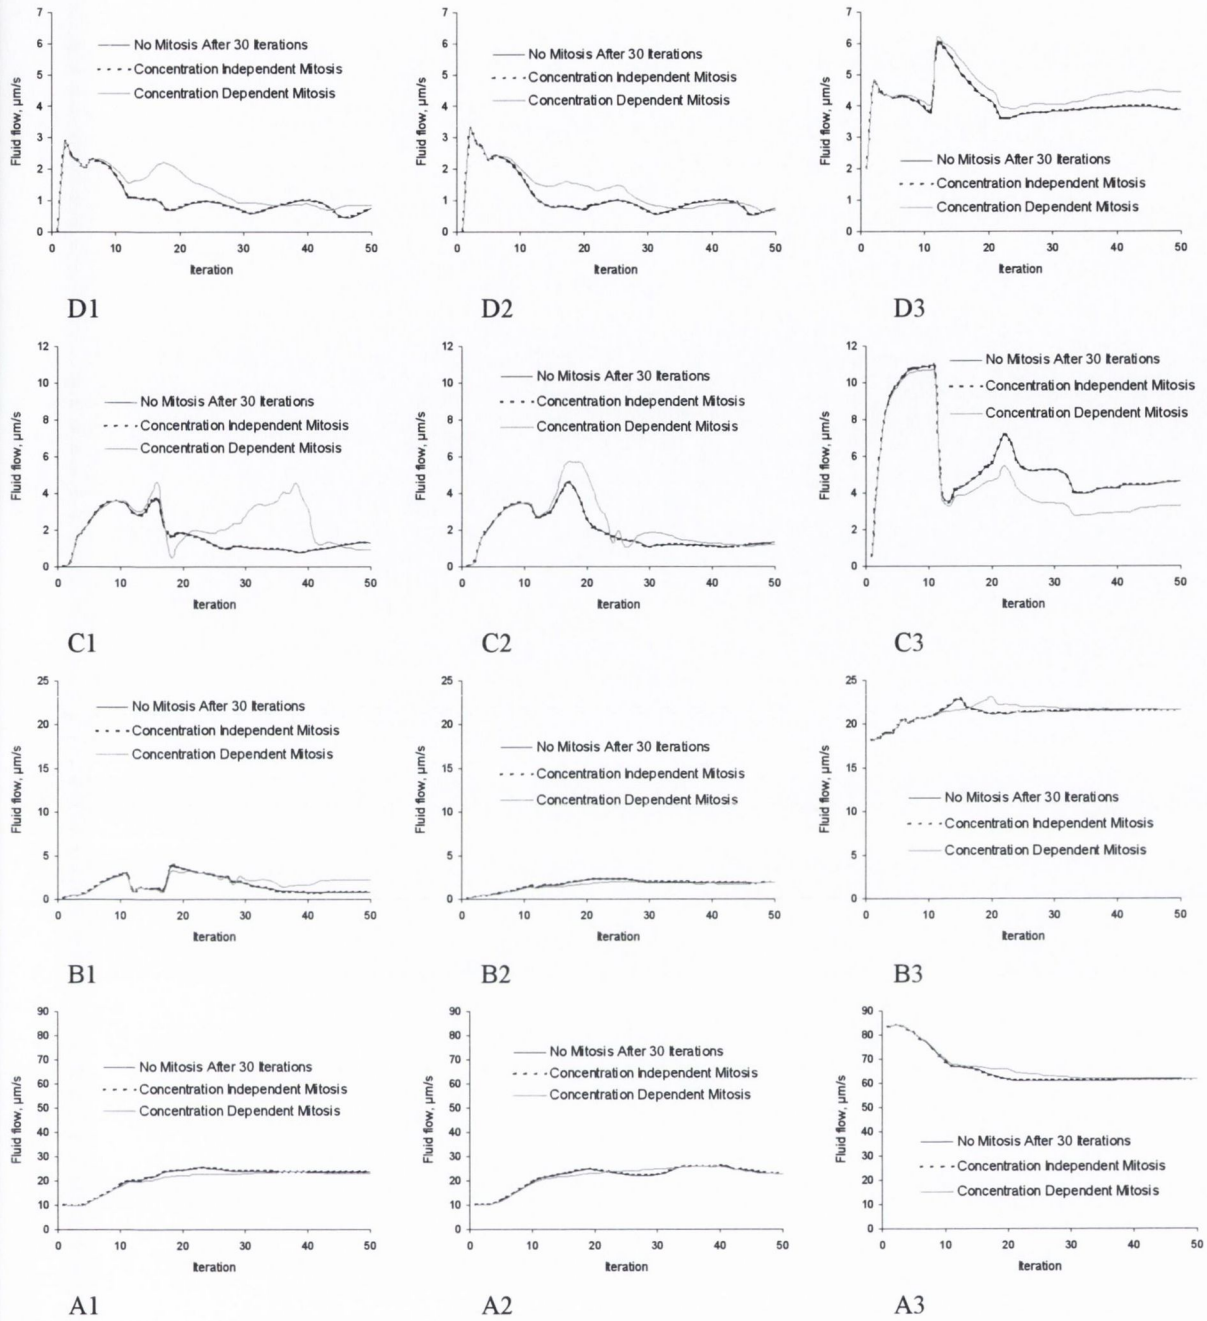 7 7 7
6 6 6
5 5 5
4 4 4
3 3 3
2 2 2
1 1 1
0 0 0
Fluid flow, µm/s Fluid flow, µm/s Fluid flow, µm/s
No Mitosis After 30 Iterations
Concentration Independent Mitosis
Concentration Dependent Mitosis
No Mitosis After 30 Iterations
Concentration Independent Mitosis
Concentration Dependent Mitosis
No Mitosis After 30 Iterations
Concentration Independent Mitosis
Concentration Dependent Mitosis
0 10 20 30 40 50 0 10 20 30 40 50 0 10 20 30 40 50
Iteration Iteration Iteration
D1 D2 D3
12 12 12
10 10 10
8 8 8
6 6 6
4 4 4
2 2 2
0 0 0
Fluid flow, µm/s Fluid flow, µm/s Fluid flow, µm/s
No Mitosis After 30 Iterations
Concentration Independent Mitosis
Concentration Dependent Mitosis
No Mitosis After 30 Iterations
Concentration Independent Mitosis
Concentration Dependent Mitosis
No Mitosis After 30 Iterations
Concentration Independent Mitosis
Concentration Dependent Mitosis
0 10 20 30 40 50 0 10 20 30 40 50 0 10 20 30 40 50
Iteration Iteration Iteration
C1 C2 C3
25 25 25
20 20 20
15 15 15
10 10 10
5 5 5
0 0 0
Fluid flow, µm/s Fluid flow, µm/s Fluid flow, µm/s
No Mitosis After 30 Iterations
Concentration Independent Mitosis
Concentration Dependent Mitosis
No Mitosis After 30 Iterations
Concentration Independent Mitosis
Concentration Dependent Mitosis
No Mitosis After 30 Iterations
Concentration Independent Mitosis
Concentration Dependent Mitosis
0 10 20 30 40 50 0 10 20 30 40 50 0 10 20 30 40 50
Iteration Iteration Iteration
B1 B2 B3
90 90 90
80 80 80
70 70 70
60 60 60
50 50 50
40 40 40
30 30 30
20 20 20
10 10 10
0 0 0
Fluid flow, µm/s Fluid flow, µm/s Fluid flow, µm/s
No Mitosis After 30 Iterations
Concentration Independent Mitosis
Concentration Dependent Mitosis
No Mitosis After 30 Iterations
Concentration Independent Mitosis
Concentration Dependent Mitosis
No Mitosis After 30 Iterations
Concentration Independent Mitosis
Concentration Dependent Mitosis
0 10 20 30 40 50 0 10 20 30 40 50 0 10 20 30 40 50
Iteration Iteration Iteration
A1 A2 A3